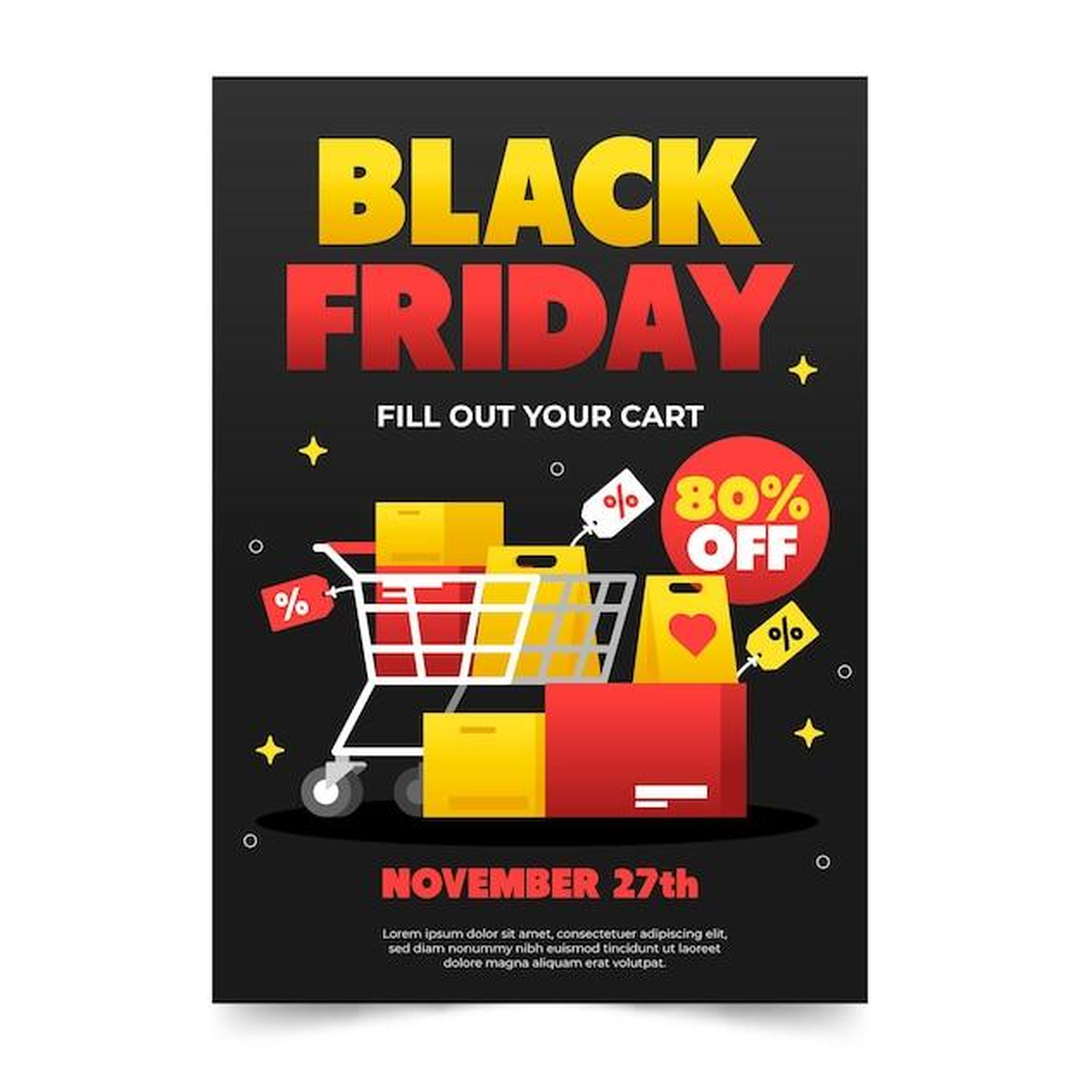 BLACK
FRIDAY
FILL OUT YOUR CART
%
80%
OFF
%
%
NOVEMBER 27th
Lorem ipsum dolor sit amet, consectetuer adipiscing elit,
sed diam nonummy nibh euismod tincidunt ut laoreet
dolore magna aliquam erat volutpat.